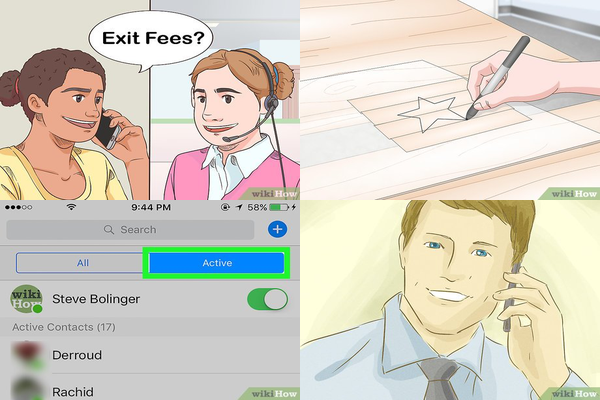 Exit Fees?
wikiHow
wikiHow
9:44 PM
58%
Search
All
Active
wiki
How
Steve Bolinger
Active Contacts (17)
Derroud
Rachid
wikiHow
wikiHow